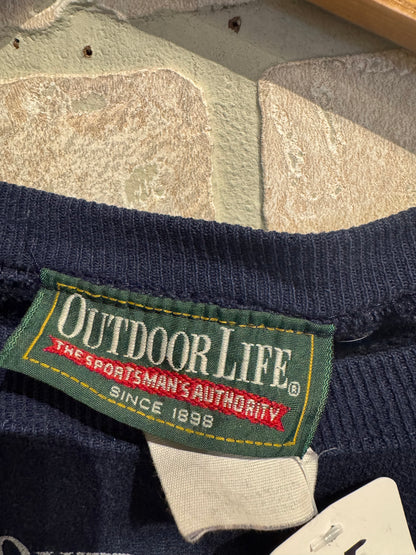 OUTDOOR LIFE®
THE SPORTSMAN'S AUTHORITY
SINCE 1898